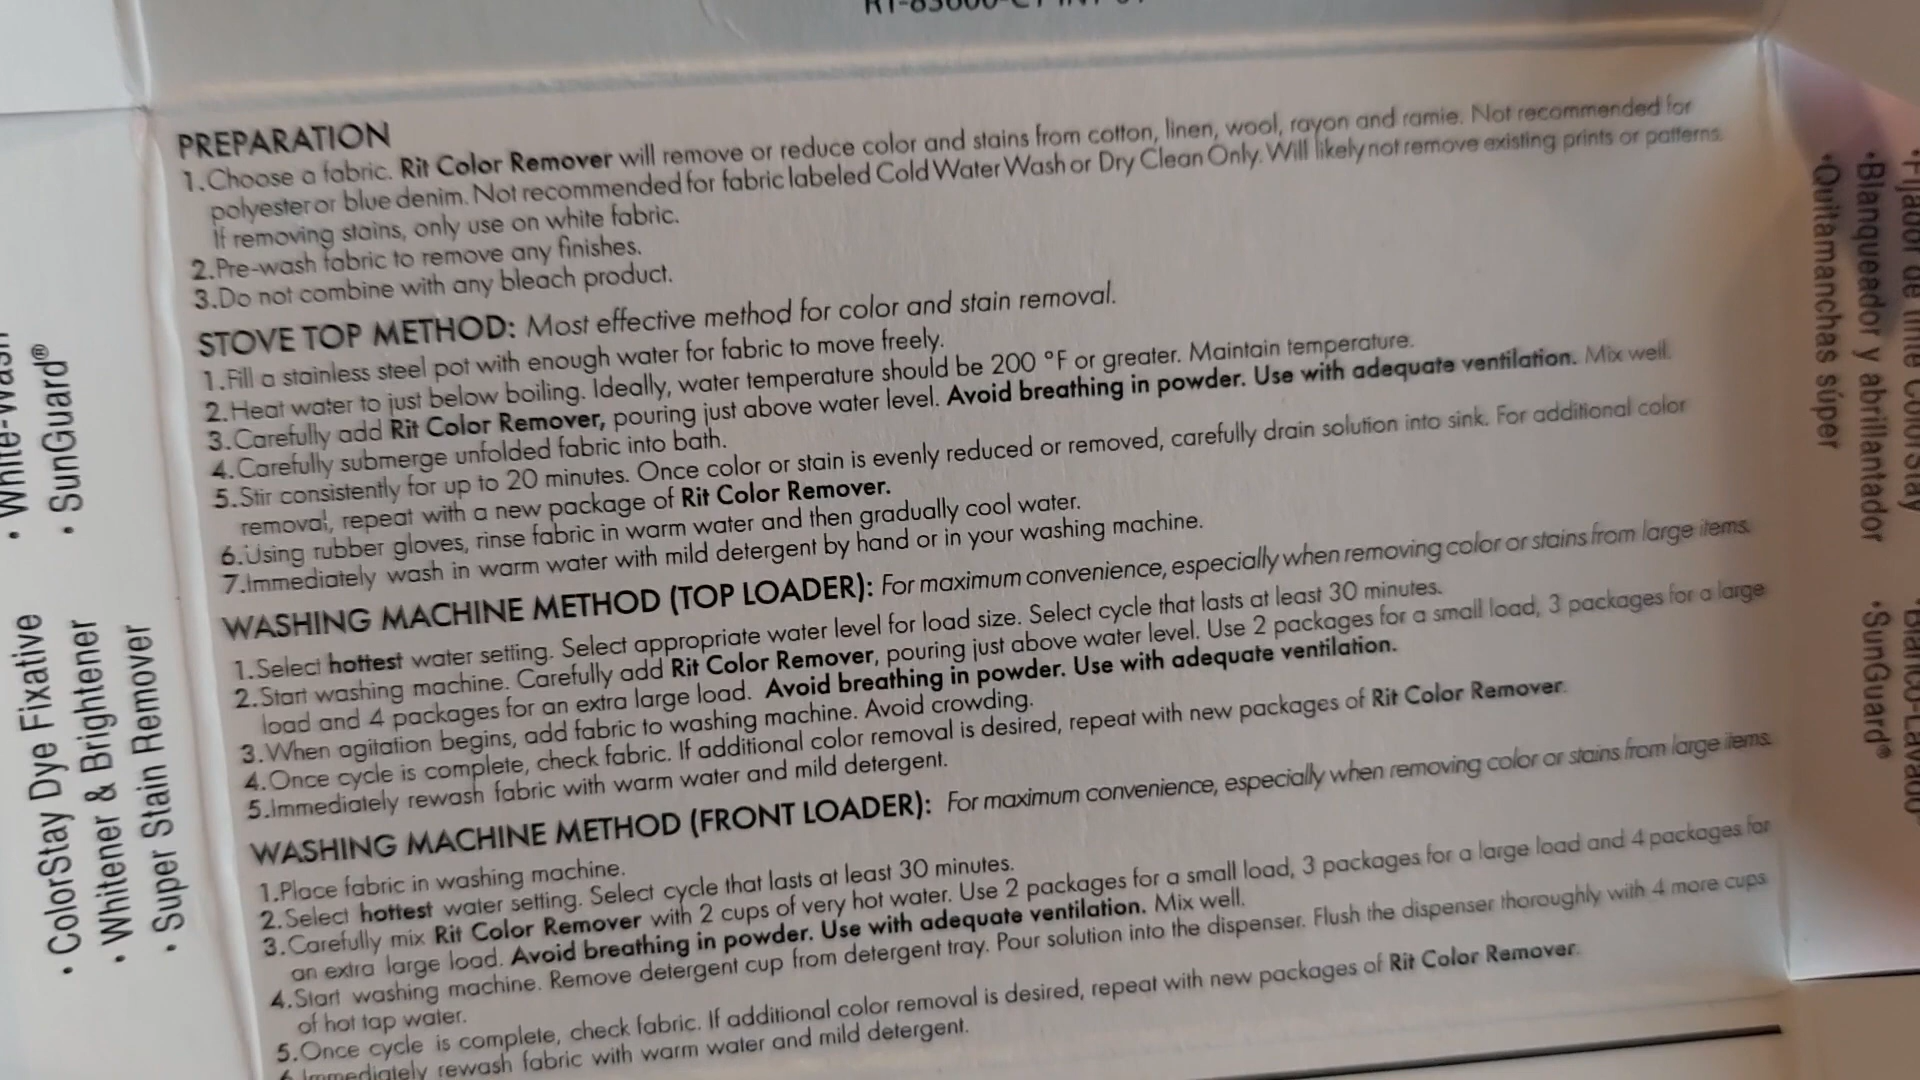 PREPARATION
1.Choose a fabric. Rit Color Remover will remove or reduce color and stains from cotton, linen, wool, rayon and ramie. Not recommended for
polyester or blue denim. Not recommended for fabric labeled Cold Water Wash or Dry Clean Only. Will likely not remove existing prints or patterns.
If removing stains, only use on white fabric.
2.Pre-wash fabric to remove any finishes.
3.Do not combine with any bleach product.
STOVE TOP METHOD: Most effective method for color and stain removal.
1.Fill a stainless steel pot with enough water for fabric to move freely.
2.Heat water to just below boiling. Ideally, water temperature should be 200 °F or greater. Maintain temperature.
3.Carefully add Rit Color Remover, pouring just above water level. Avoid breathing in powder. Use with adequate ventilation. Mix well.
4.Carefully submerge unfolded fabric into bath.
5.Stir consistently for up to 20 minutes. Once color or stain is evenly reduced or removed, carefully drain solution into sink. For additional color
removal, repeat with a new package of Rit Color Remover.
6.Using rubber gloves, rinse fabric in warm water and then gradually cool water.
7.Immediately wash in warm water with mild detergent by hand or in your washing machine.
WASHING MACHINE METHOD (TOP LOADER): For maximum convenience, especially when removing color or stains from large items.
1.Select hottest water setting. Select appropriate water level for load size. Select cycle that lasts at least 30 minutes.
2.Start washing machine. Carefully add Rit Color Remover, pouring just above water level. Use 2 packages for a small load, 3 packages for a large
load and 4 packages for an extra large load. Avoid breathing in powder. Use with adequate ventilation.
3.When agitation begins, add fabric to washing machine. Avoid crowding.
4.Once cycle is complete, check fabric. If additional color removal is desired, repeat with new packages of Rit Color Remover.
5.Immediately rewash fabric with warm water and mild detergent.
WASHING MACHINE METHOD (FRONT LOADER): For maximum convenience, especially when removing color or stains from large items.
1.Place fabric in washing machine.
2.Select hottest water setting. Select cycle that lasts at least 30 minutes.
3.Carefully mix Rit Color Remover with 2 cups of very hot water. Use 2 packages for a small load, 3 packages for a large load and 4 packages for
an extra large load. Avoid breathing in powder. Use with adequate ventilation. Mix well.
4.Start washing machine. Remove detergent cup from detergent tray. Pour solution into the dispenser. Flush the dispenser thoroughly with 4 more cups
of hot tap water.
5.Once cycle is complete, check fabric. If additional color removal is desired, repeat with new packages of Rit Color Remover.
6.Immediately rewash fabric with warm water and mild detergent.
• ColorStay Dye Fixative
• White-Wash
• Whitener & Brightener
• SunGuard®
• Super Stain Remover
•Blanqueador y abrillantador
•SunGuard®
•Quitamanchas súper